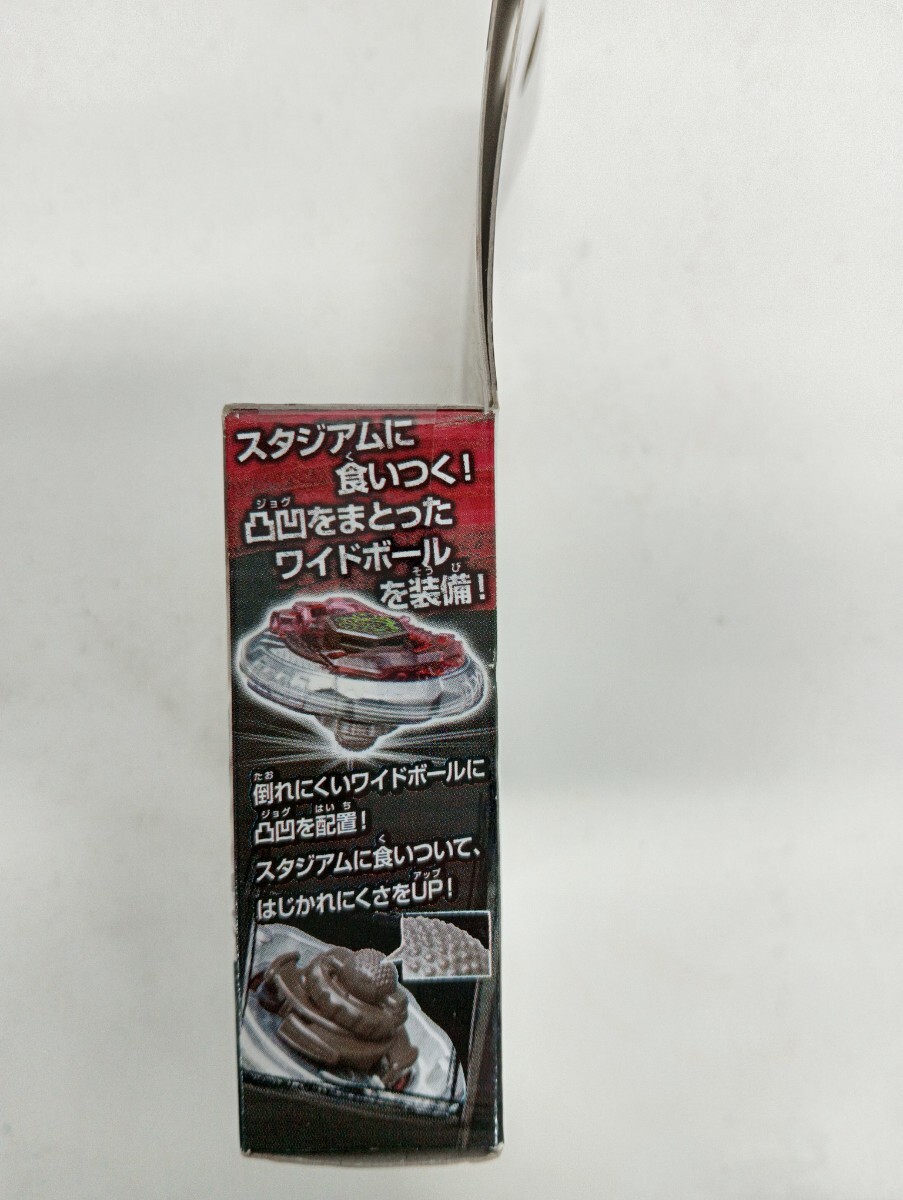 スタジアムに
食いつく!
凸凹をまとった
ワイドボール
を装備!
倒れにくいワイドボールに
凸凹を配置!
スタジアムに食いついて、
はじかれにくさをUP!